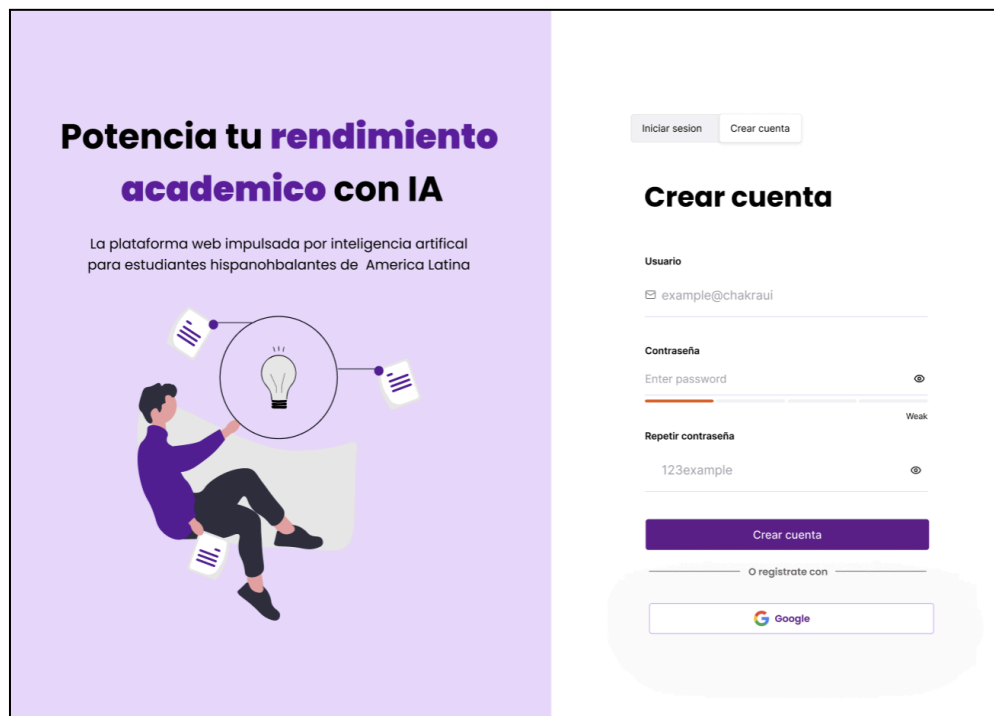 Potencia tu rendimiento
academico con IA
La plataforma web impulsada por inteligencia artifical
para estudiantes hispanohbalantes de America Latina
Iniciar sesion
Crear cuenta
Crear cuenta
Usuario
example@chakraui
Contraseña
Enter password
Weak
Repetir contraseña
123example
Crear cuenta
O registrate con
Google